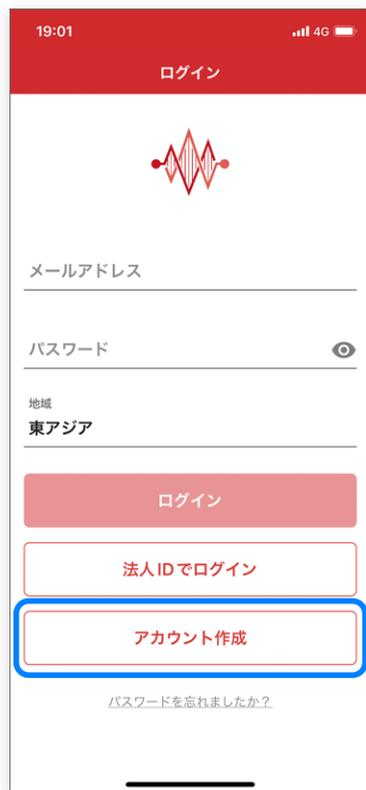 19:01
4G
ログイン
メールアドレス
パスワード
地域
東アジア
ログイン
法人IDでログイン
アカウント作成
パスワードを忘れましたか？